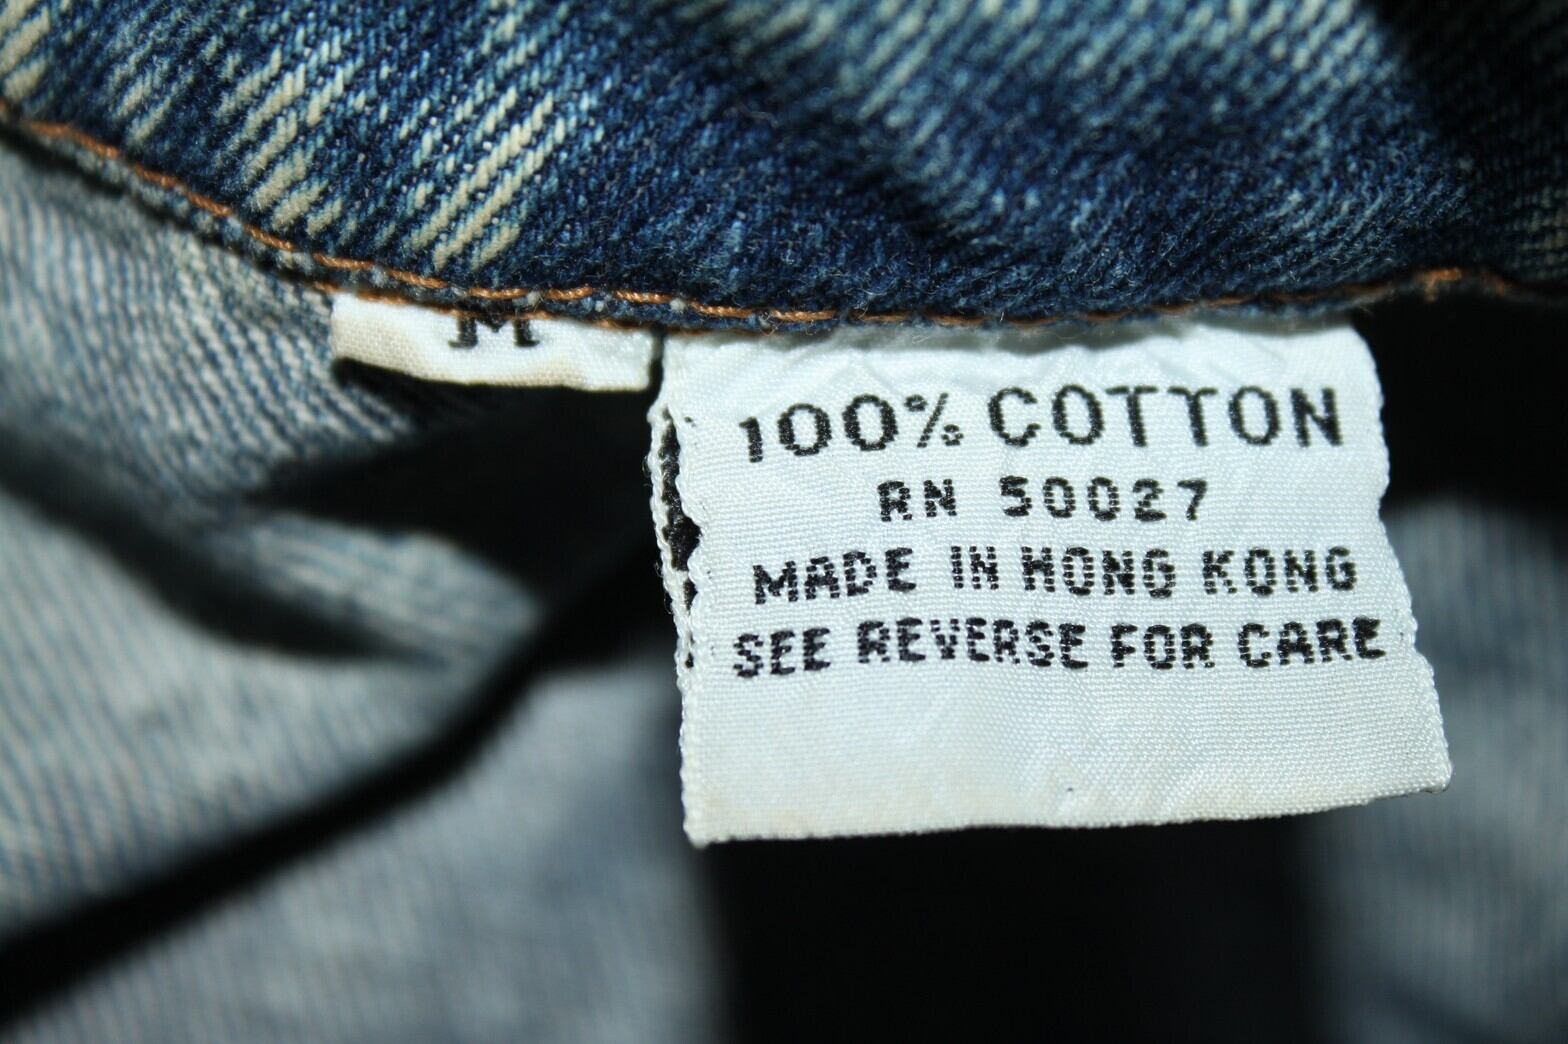 M
100% COTTON
RN 50027
MADE IN HONG KONG
SEE REVERSE FOR CARE